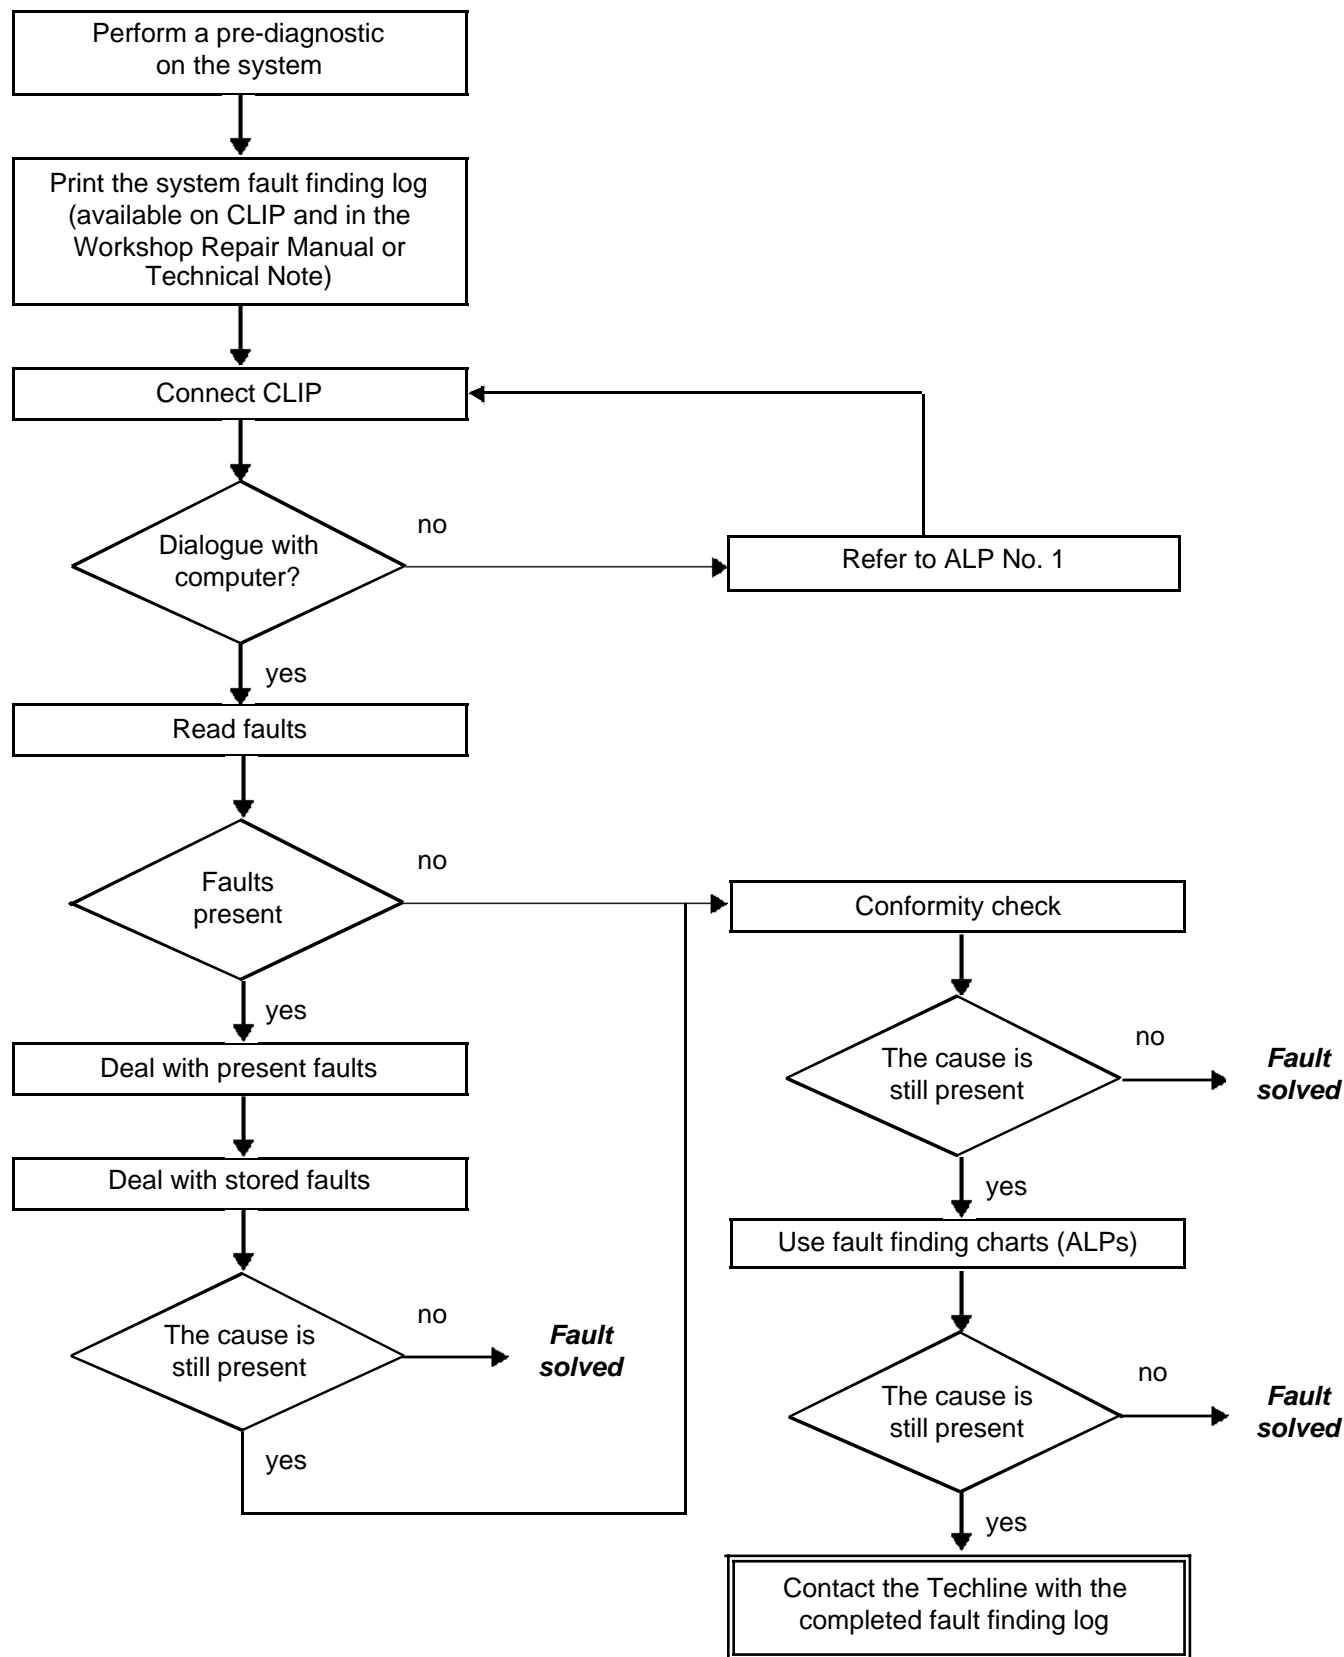 Perform a pre-diagnostic
on the system
Print the system fault finding log
(available on CLIP and in the
Workshop Repair Manual or
Technical Note)
Connect CLIP
Dialogue with
computer?
no
Refer to ALP No. 1
yes
Read faults
Faults
present
no
yes
Deal with present faults
Deal with stored faults
The cause is
still present
no
Fault
solved
yes
Conformity check
The cause is
still present
no
Fault
solved
yes
Use fault finding charts (ALPs)
The cause is
still present
no
Fault
solved
yes
Contact the Techline with the
completed fault finding log